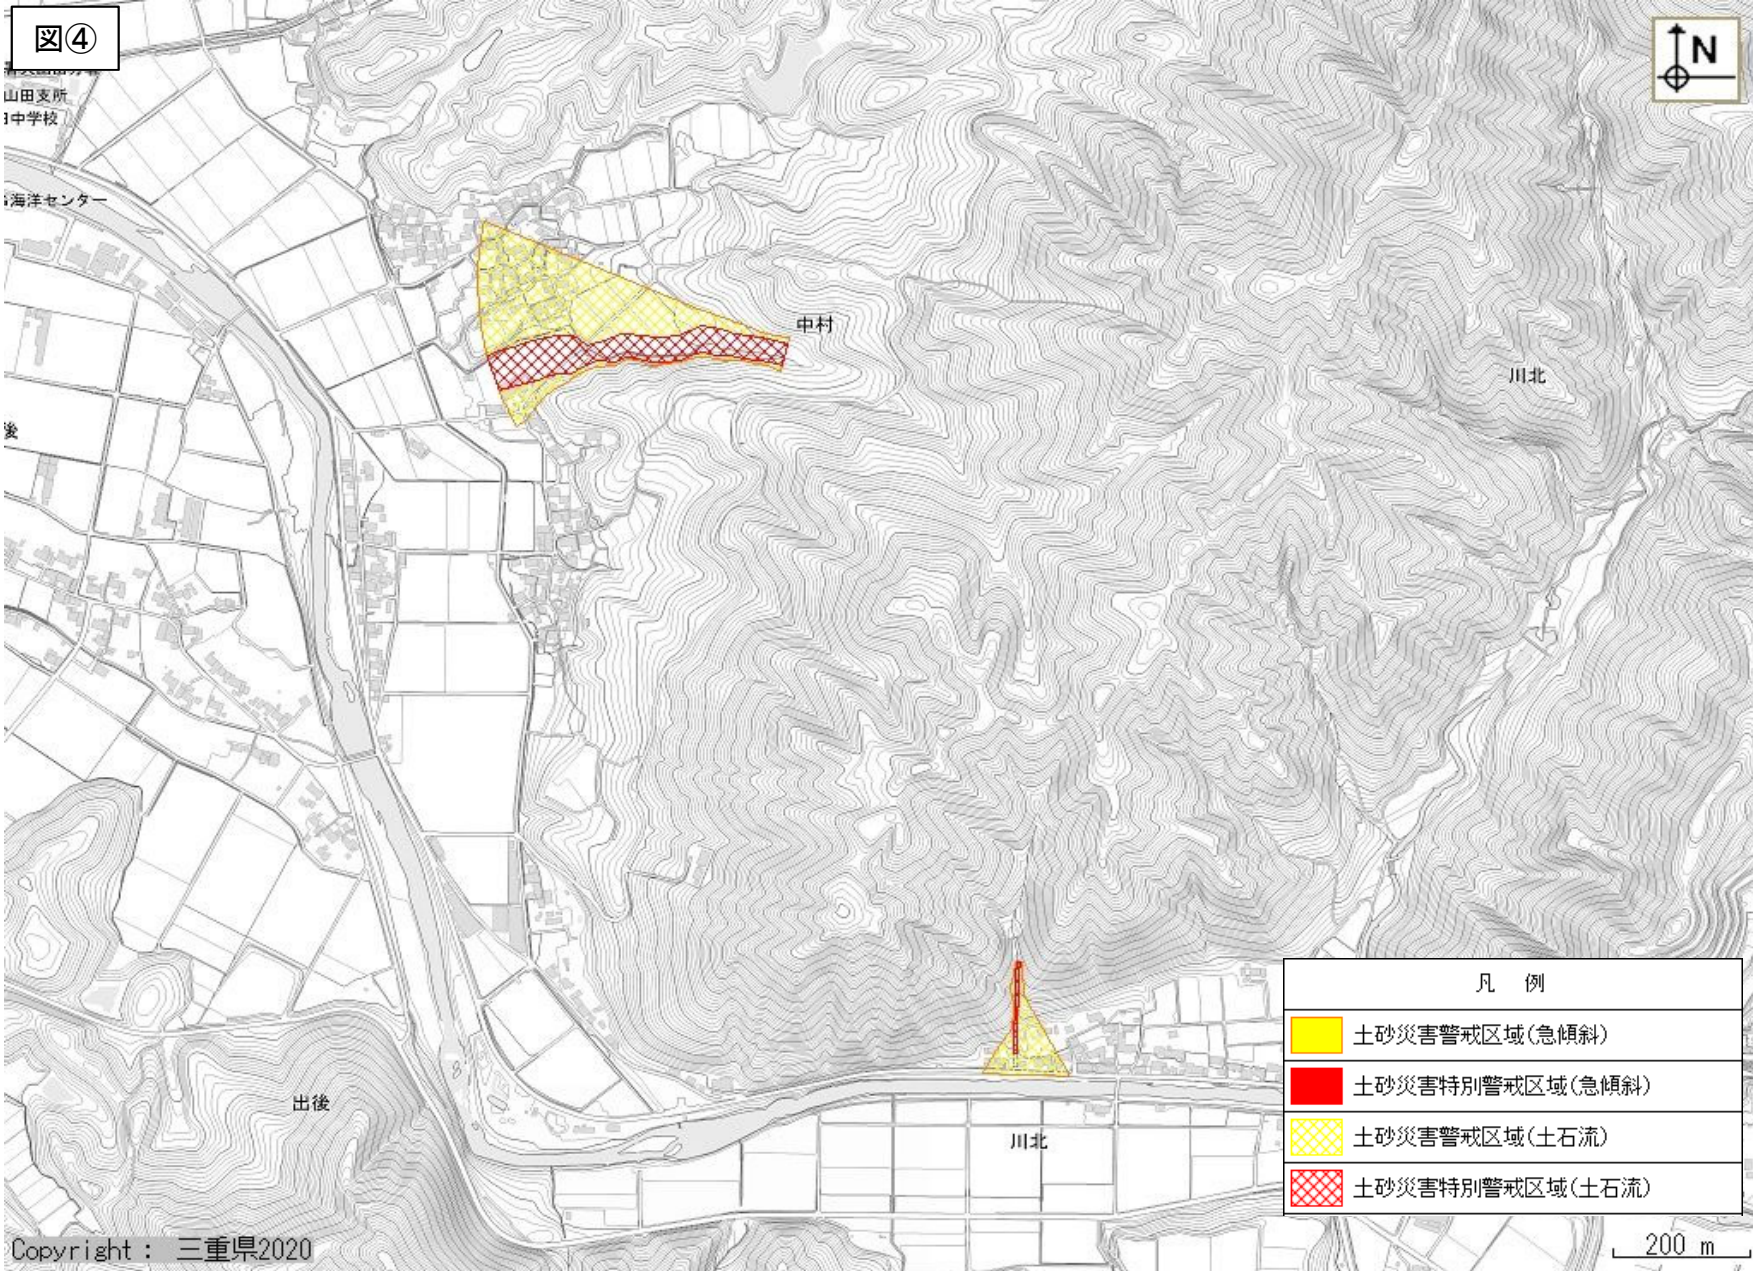 図④
N
山田支所
中学校
海洋センター
中村
川北
後
出後
川北
凡 例
土砂災害警戒区域(急傾斜)
土砂災害特別警戒区域(急傾斜)
土砂災害警戒区域(土石流)
土砂災害特別警戒区域(土石流)
Copyright : 三重県2020
200 m